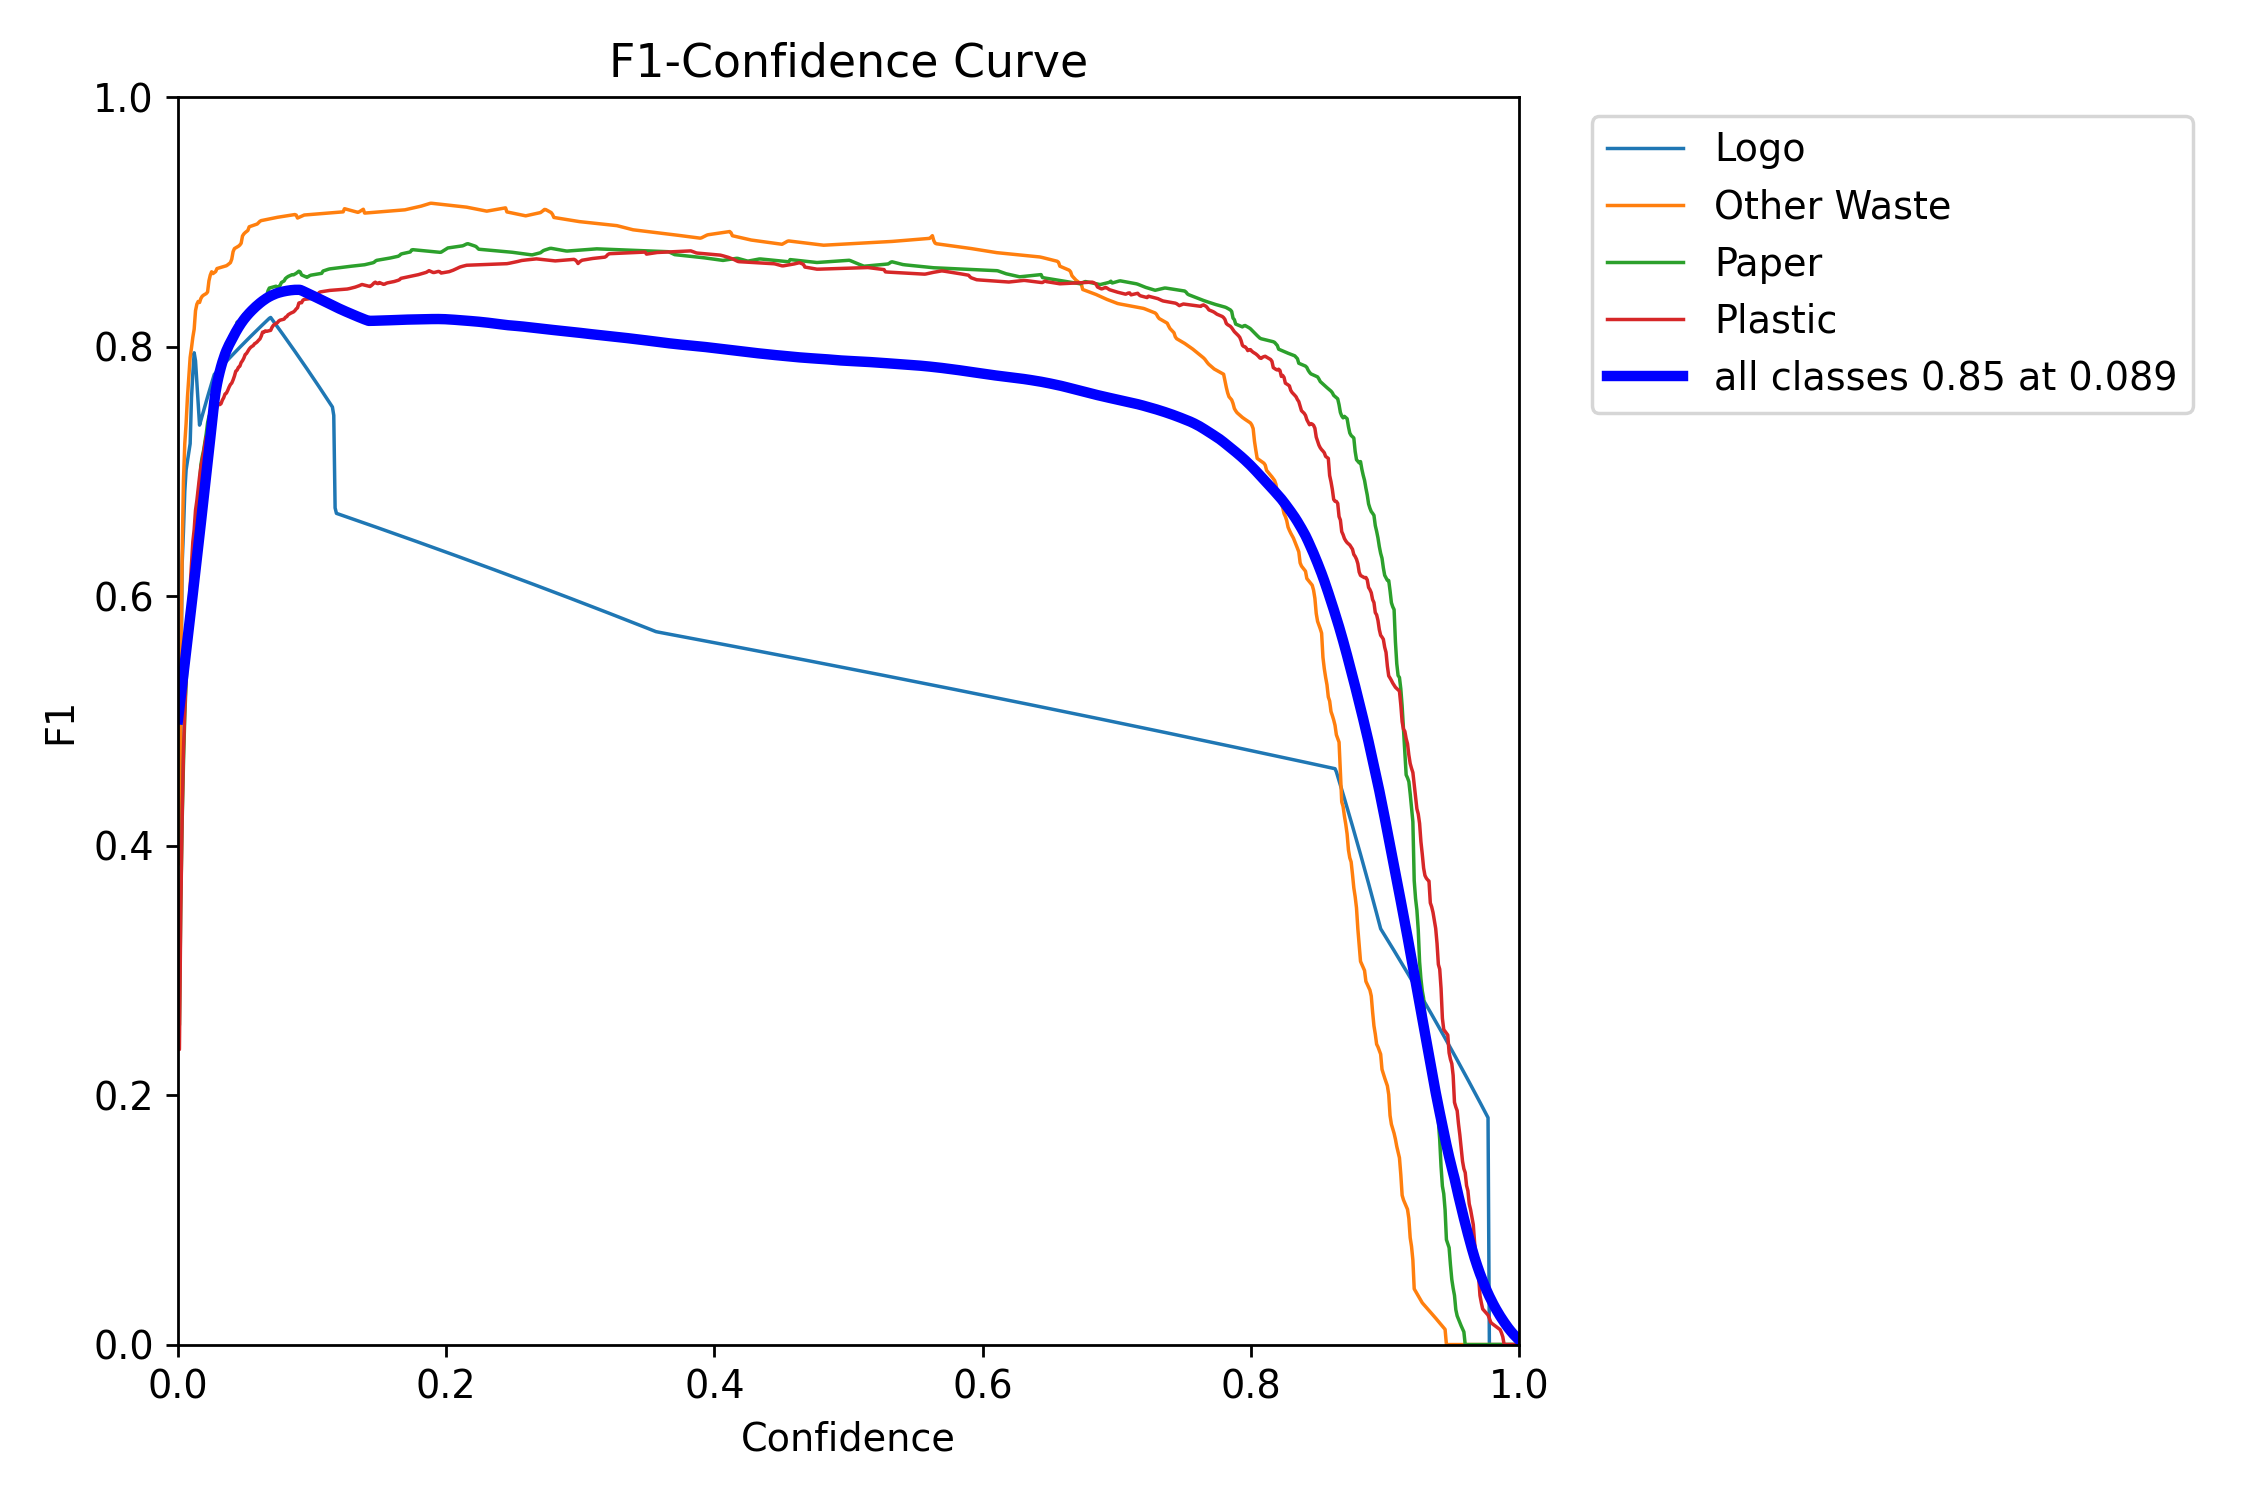 F1-Confidence Curve
1.0
0.8
0.6
0.4
0.2
0.0
F1
0.0 0.2 0.4 0.6 0.8 1.0
Confidence
Logo
Other Waste
Paper
Plastic
all classes 0.85 at 0.089